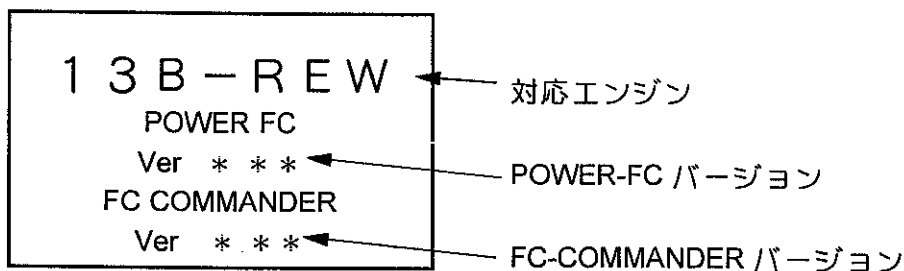 13B-REW
POWER FC
Ver ***
FC COMMANDER
Ver ***
対応エンジン
POWER-FC バージョン
FC-COMMANDER バージョン